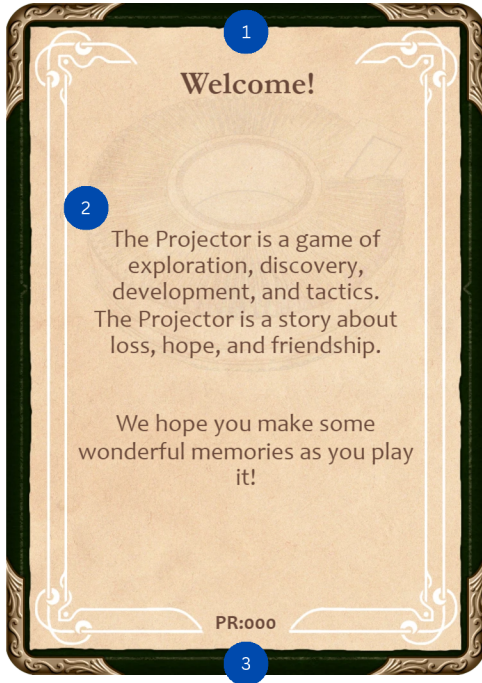 1
Welcome!
2
The Projector is a game of
exploration, discovery,
development, and tactics.
The Projector is a story about
loss, hope, and friendship.
We hope you make some
wonderful memories as you play
it!
PR:000
3